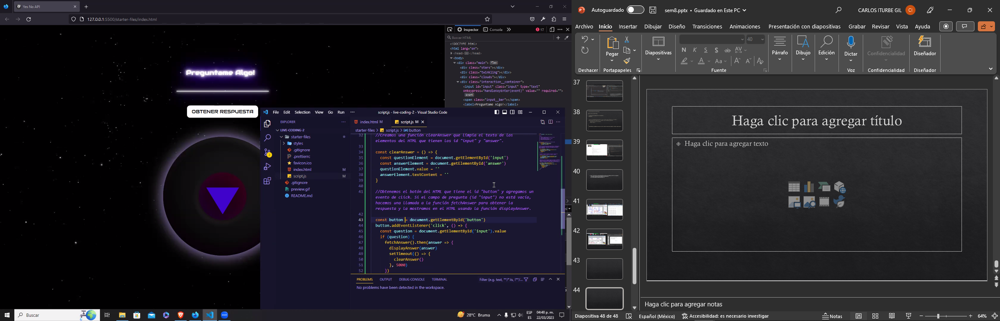 Yes No API
127.0.0.1:5500/starter-files/index.html
Preguntame Algo!
OBTENER RESPUESTA
Inspector
Consola
17
Buscar HTML
<!DOCTYPE html>
<html lang="en">
<head> </head>
<body>
<div class="main"> flex
<div class="stars"></div>
<div class="twinkling"></div>
<div class="clouds"></div>
<div class="interaction__container">
<input id="input" class="input" type="text"
onkeypress="handleKeyEnter(event)" value="" required="">
event
<span class="input__bar"></span>
<label>Preguntame Algo!</label>
File Edit Selection View Go Run ···
script.js - live-coding-2 - Visual Studio Code
EXPLORER
LIVE-CODING-2
starter-files
styles
.gitignore
.prettierrc
favicon.ico
index.html M
script.js M
.gitignore
preview.gif
README.md
2
index.html M
script.js M
starter-files > script.js > button
32 //Creamos una función clearAnswer que limpia el texto de los
elementos del HTML que tienen los id "input" y "answer".
33
34 const clearAnswer = () => {
35 const questionElement = document.getElementById('input')
36 const answerElement = document.getElementById('answer')
37 questionElement.value = ''
38 answerElement.textContent = ''
39 }
40
41 //Obtenemos el botón del HTML que tiene el id "button" y agregamos un
evento de click. Si el campo de pregunta (id "input") no está vacío,
hacemos una llamada a la función fetchAnswer para obtener la
respuesta y la mostramos en el HTML usando la función displayAnswer.
42
43 const button = document.getElementById('button')
44 button.addEventListener('click', () => {
45 const question = document.getElementById('input').value
46 if (question) {
47 fetchAnswer().then(answer => {
48 displayAnswer(answer)
49 setTimeout(() => {
50 clearAnswer()
51 }, 5000)
52 })
PROBLEMS OUTPUT DEBUG CONSOLE TERMINAL
Filter (e.g. text, **/*.ts, !**/...
No problems have been detected in the workspace.
Buscar
28°C Bruma
ESP
ES
04:48 p. m.
22/03/2023
Autoguardado
sem8.pptx • Guardado en Este PC
CARLOS ITURBE GIL
CI
Archivo Inicio Insertar Dibujar Diseño Transiciones Animaciones Presentación con diapositivas Grabar Revisar Vista Ayuda
Pegar
Diapositivas
40
N K S S ab AV
A Aa A A A
Párrafo
Dibujo
Edición
Dictar
Confidencialidad
Diseñador
Deshacer
Portapapeles
Fuente
Voz
Confidencialidad
Diseñador
37
38
39
40
41
42
43
44
Haga clic para agregar título
Haga clic para agregar texto
Haga clic para agregar notas
Diapositiva 48 de 48
Español (México)
Accesibilidad: es necesario investigar
Notas
64%